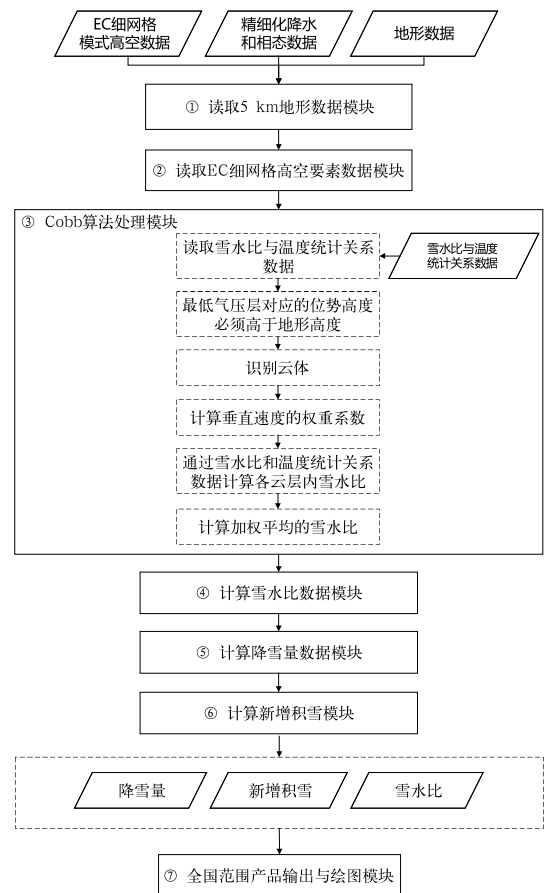 EC细网格
模式高空数据
精细化降水
和相态数据
地形数据
① 读取5 km地形数据模块
② 读取EC细网格高空要素数据模块
③ Cobb算法处理模块
读取雪水比与温度统计关系
数据
雪水比与温度
统计关系数据
最低气压层对应的位势高度
必须高于地形高度
识别云体
计算垂直速度的权重系数
通过雪水比和温度统计关系
数据计算各云层内雪水比
计算加权平均的雪水比
④ 计算雪水比数据模块
⑤ 计算降雪量数据模块
⑥ 计算新增积雪模块
降雪量
新增积雪
雪水比
⑦ 全国范围产品输出与绘图模块